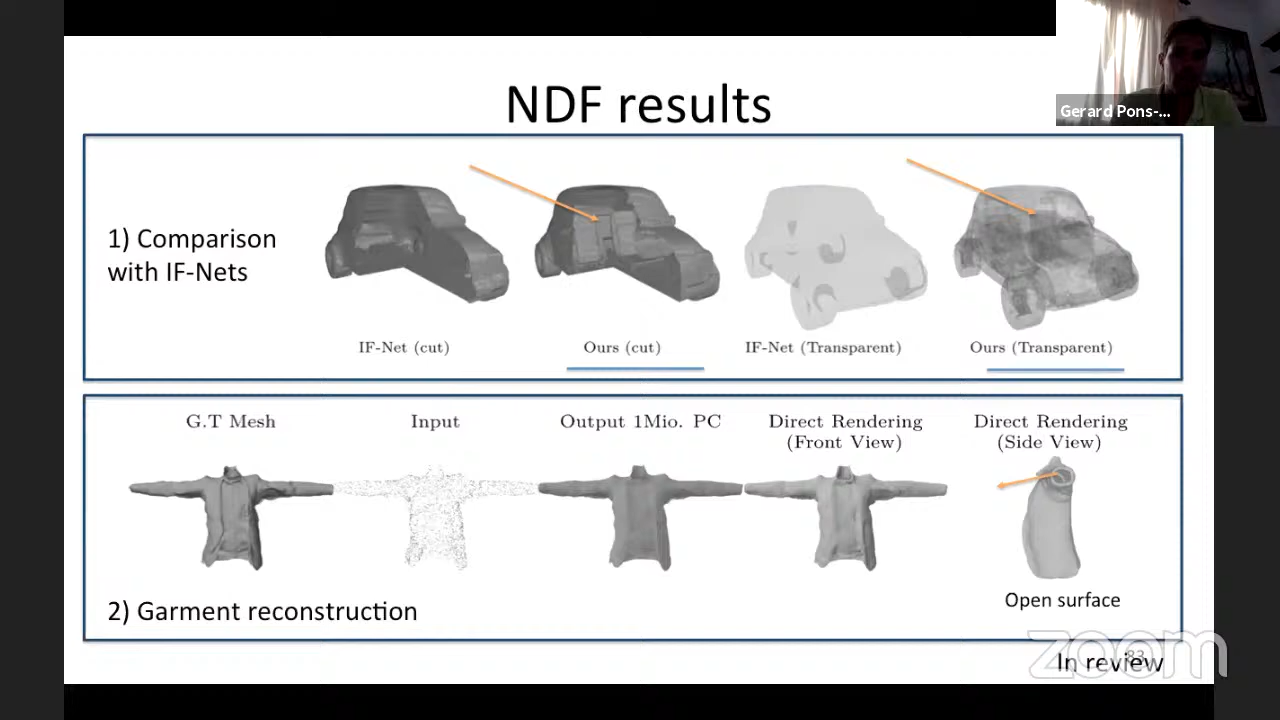 NDF results
Gerard Pons-...
1) Comparison
with IF-Nets
IF-Net (cut)
Ours (cut)
IF-Net (Transparent)
Ours (Transparent)
G.T Mesh
Input
Output 1Mio. PC
Direct Rendering
(Front View)
Direct Rendering
(Side View)
2) Garment reconstruction
Open surface
In review
83
zoom